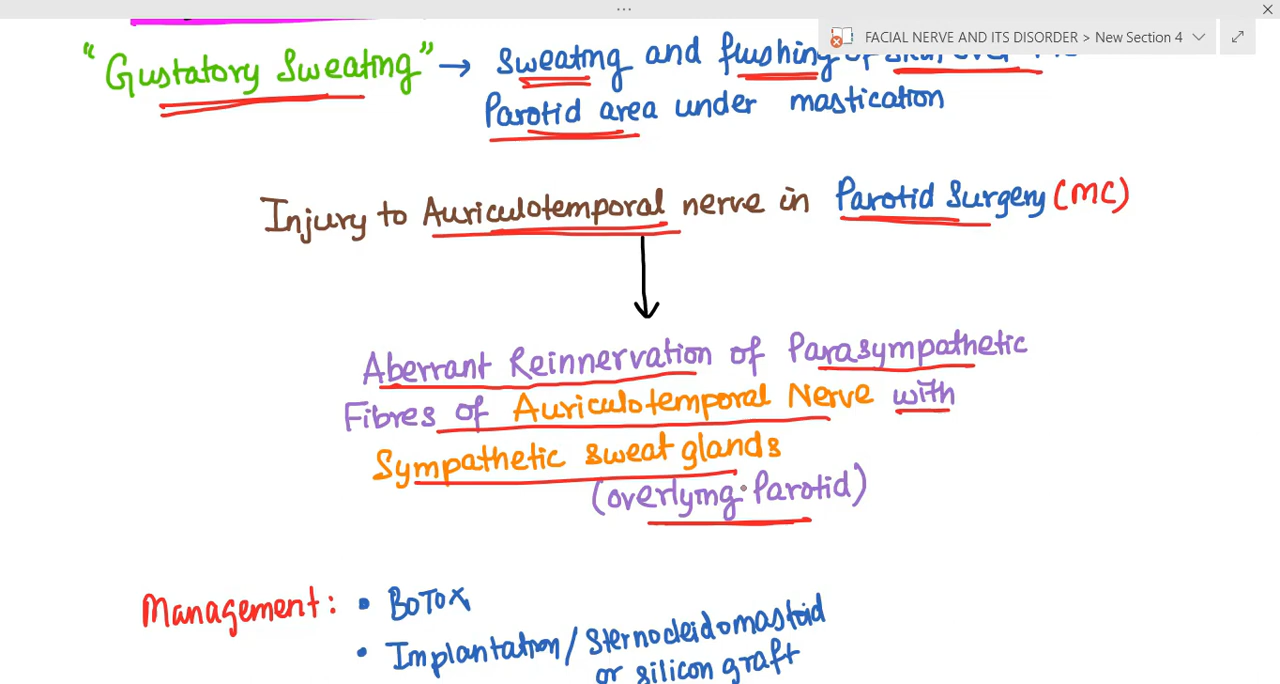 ...
FACIAL NERVE AND ITS DISORDER > New Section 4
"Gustatory Sweating" → Sweating and flushing of
Parotid area under mastication
Injury to Auriculotemporal nerve in Parotid Surgery (MC)
Aberrant Reinnervation of Parasympathetic
Fibres of Auriculotemporal Nerve with
Sympathetic sweat glands
(overlying Parotid)
Management: • BOTOX
• Implantation / Sternocleidomastoid
or silicon graft